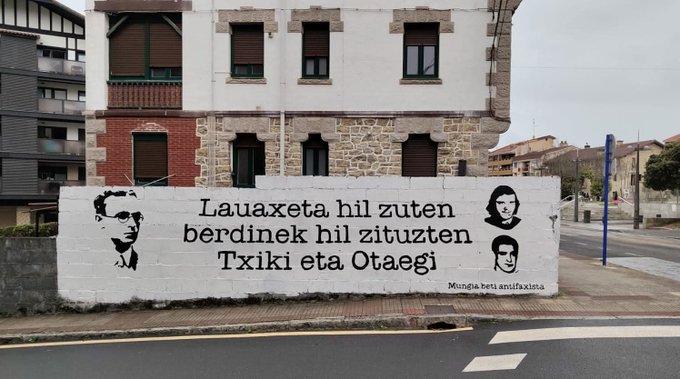 Lauaxeta hil zuten
berdinek hil zituzten
Txiki eta Otaegi
Mungia beti antifaxista